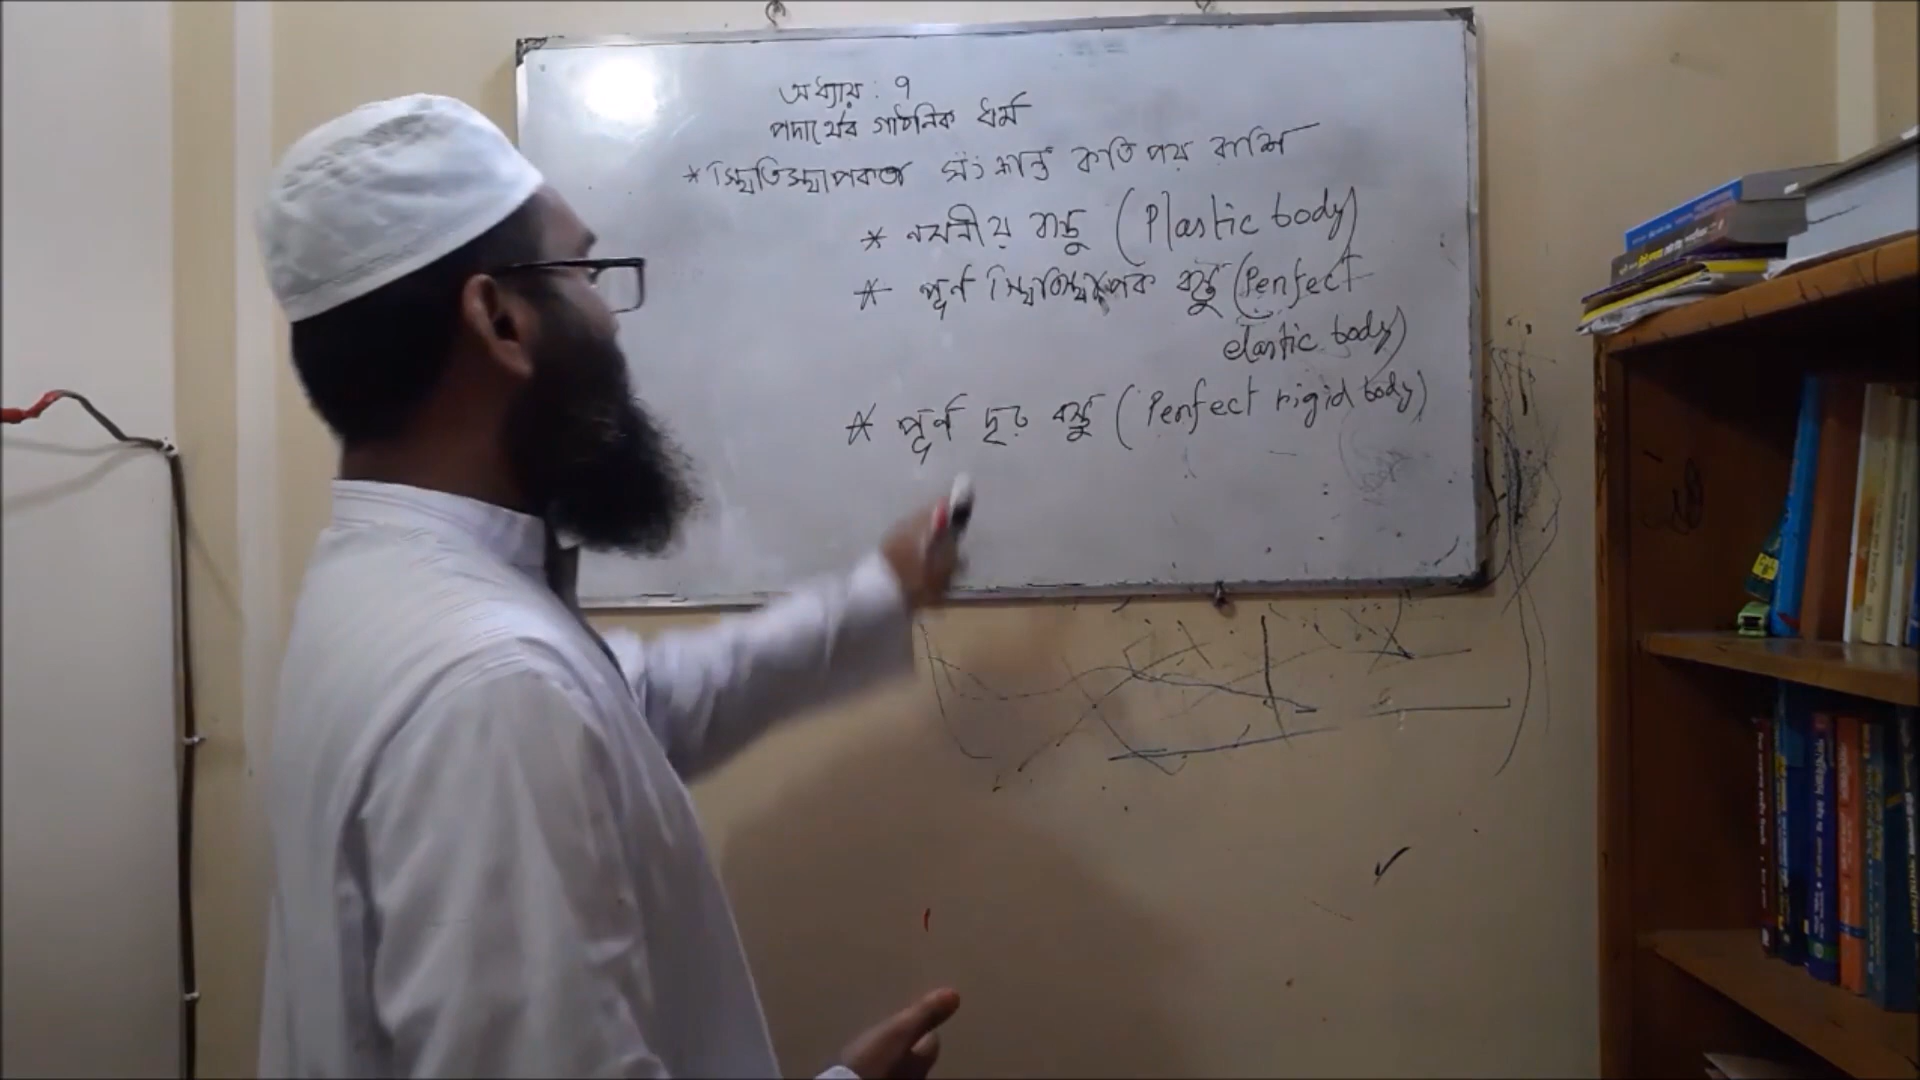 অধ্যায় : ৭
পদার্থের গাঠনিক ধর্ম
* স্থিতিস্থাপকতা সংক্রান্ত কতিপয় রাশি
* নমনীয় বস্তু (Plastic body)
* পূর্ণ স্থিতিস্থাপক বস্তু (Perfect
elastic body)
* পূর্ণ দৃঢ় বস্তু (Perfect rigid body)